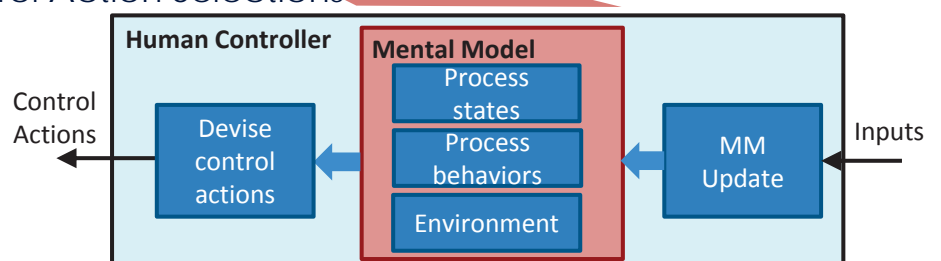 Human Controller
Mental Model
Process
states
Control
Actions
Devise
control
actions
Process
behaviors
MM
Update
Inputs
Environment